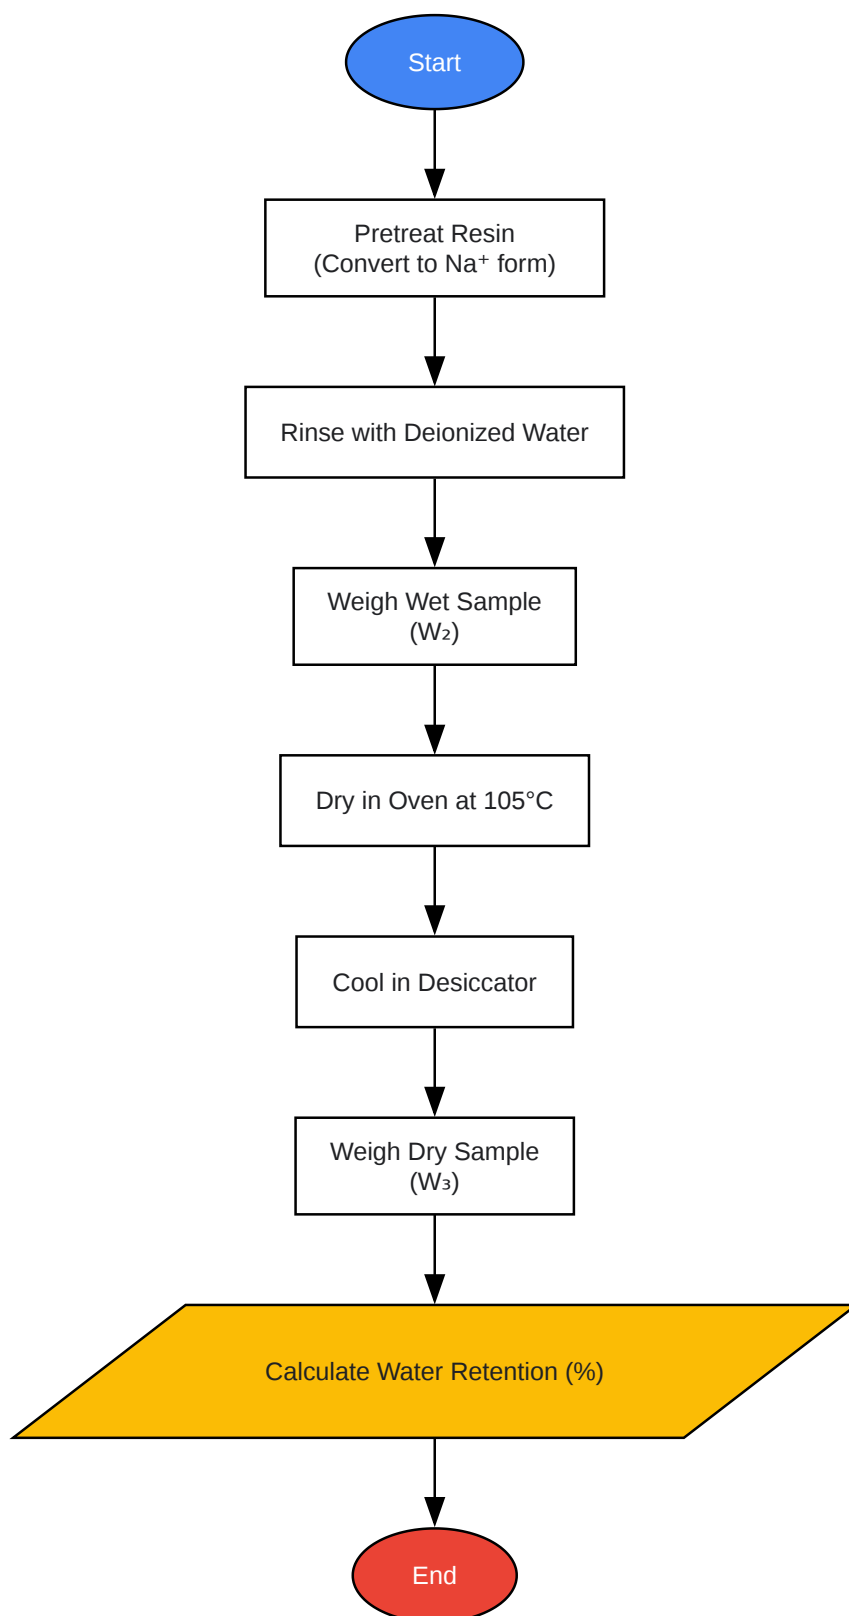 Start
Pretreat Resin
(Convert to Na⁺ form)
Rinse with Deionized Water
Weigh Wet Sample
(W₂)
Dry in Oven at 105°C
Cool in Desiccator
Weigh Dry Sample
(W₃)
Calculate Water Retention (%)
End